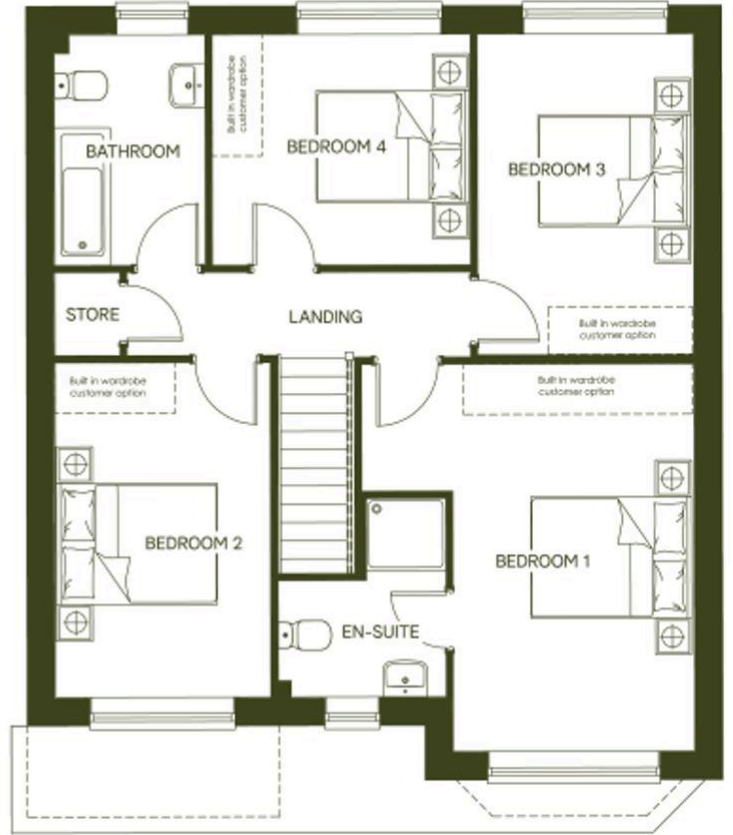 Built in wardrobe
customer option
BATHROOM
BEDROOM 4
BEDROOM 3
STORE
LANDING
Built in wardrobe
customer option
Built in wardrobe
customer option
Built in wardrobe
customer option
BEDROOM 2
BEDROOM 1
EN-SUITE